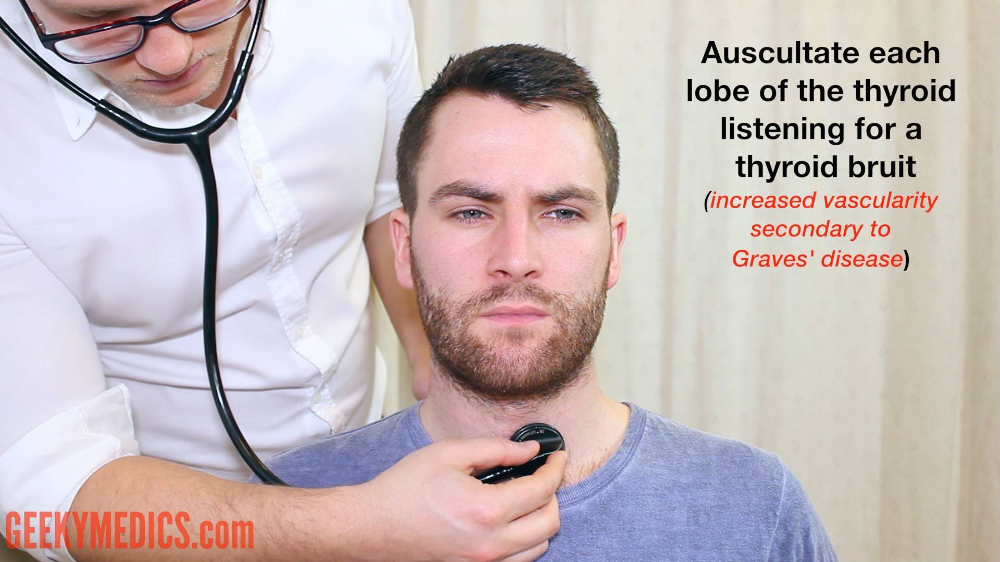 Auscultate each
lobe of the thyroid
listening for a
thyroid bruit
(increased vascularity
secondary to
Graves' disease)
GEEKYMEDICS.com